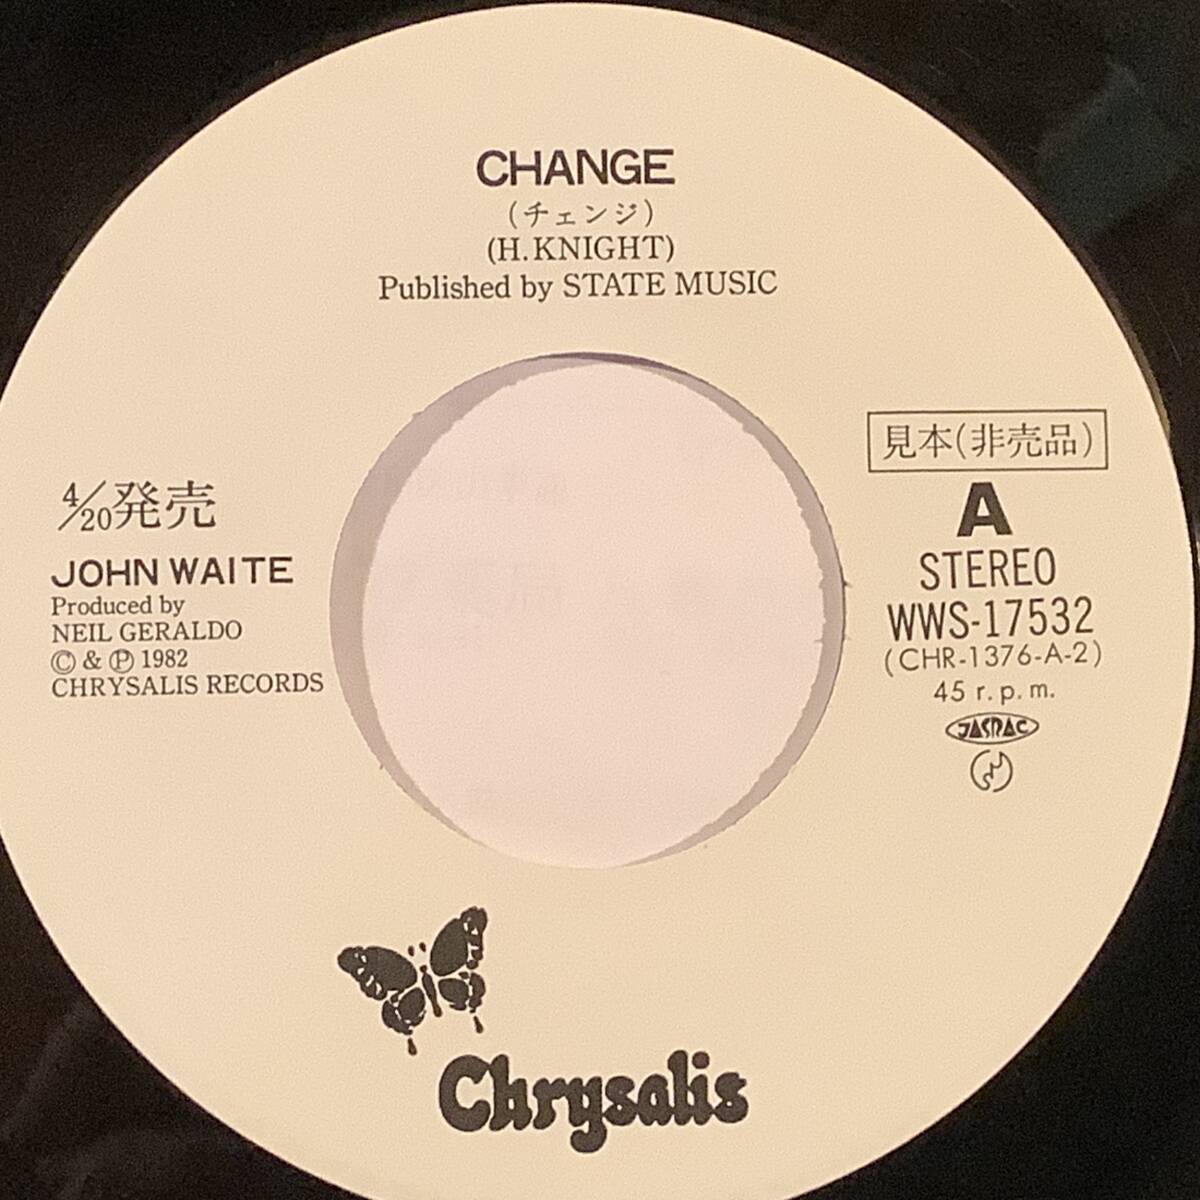 CHANGE
(チェンジ)
(H.KNIGHT)
Published by STATE MUSIC
4/20発売
JOHN WAITE
Produced by
NEIL GERALDO
Ⓒ & Ⓟ 1982
CHRYSALIS RECORDS
見本(非売品)
A
STEREO
WWS-17532
(CHR-1376-A-2)
45 r.p.m.
JASRAC
Chrysalis